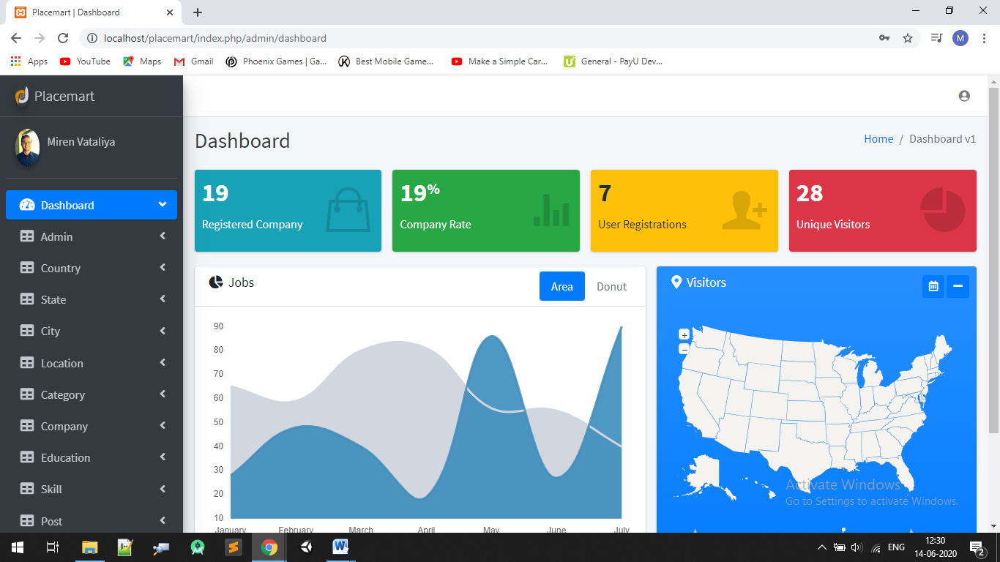 Placemart | Dashboard
localhost/placemart/index.php/admin/dashboard
M
Apps YouTube Maps Gmail Phoenix Games | Ga... Best Mobile Game... Make a Simple Car... General - PayU Dev...
Placemart
Miren Vataliya
Dashboard
Admin
Country
State
City
Location
Category
Company
Education
Skill
Post
Dashboard
Home / Dashboard v1
19
Registered Company
19%
Company Rate
7
User Registrations
28
Unique Visitors
Jobs
Area Donut
90
80
70
60
50
40
30
20
10
January February March April May June July
Visitors
+
−
Activate Windows
Go to Settings to activate Windows.
ENG
12:30
14-06-2020
2